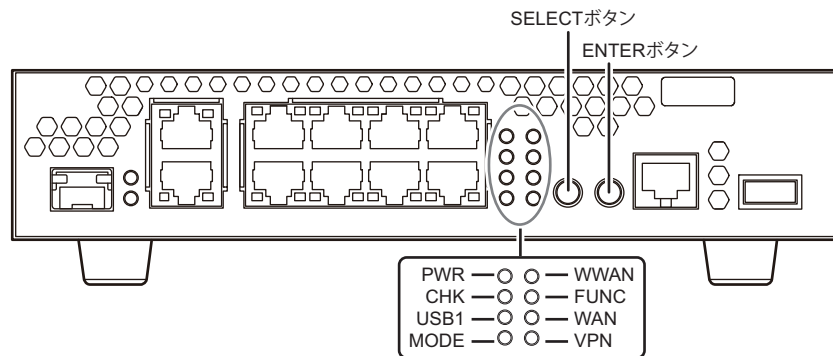 SELECTボタン
ENTERボタン
PWR WWAN
CHK FUNC
USB1 WAN
MODE VPN